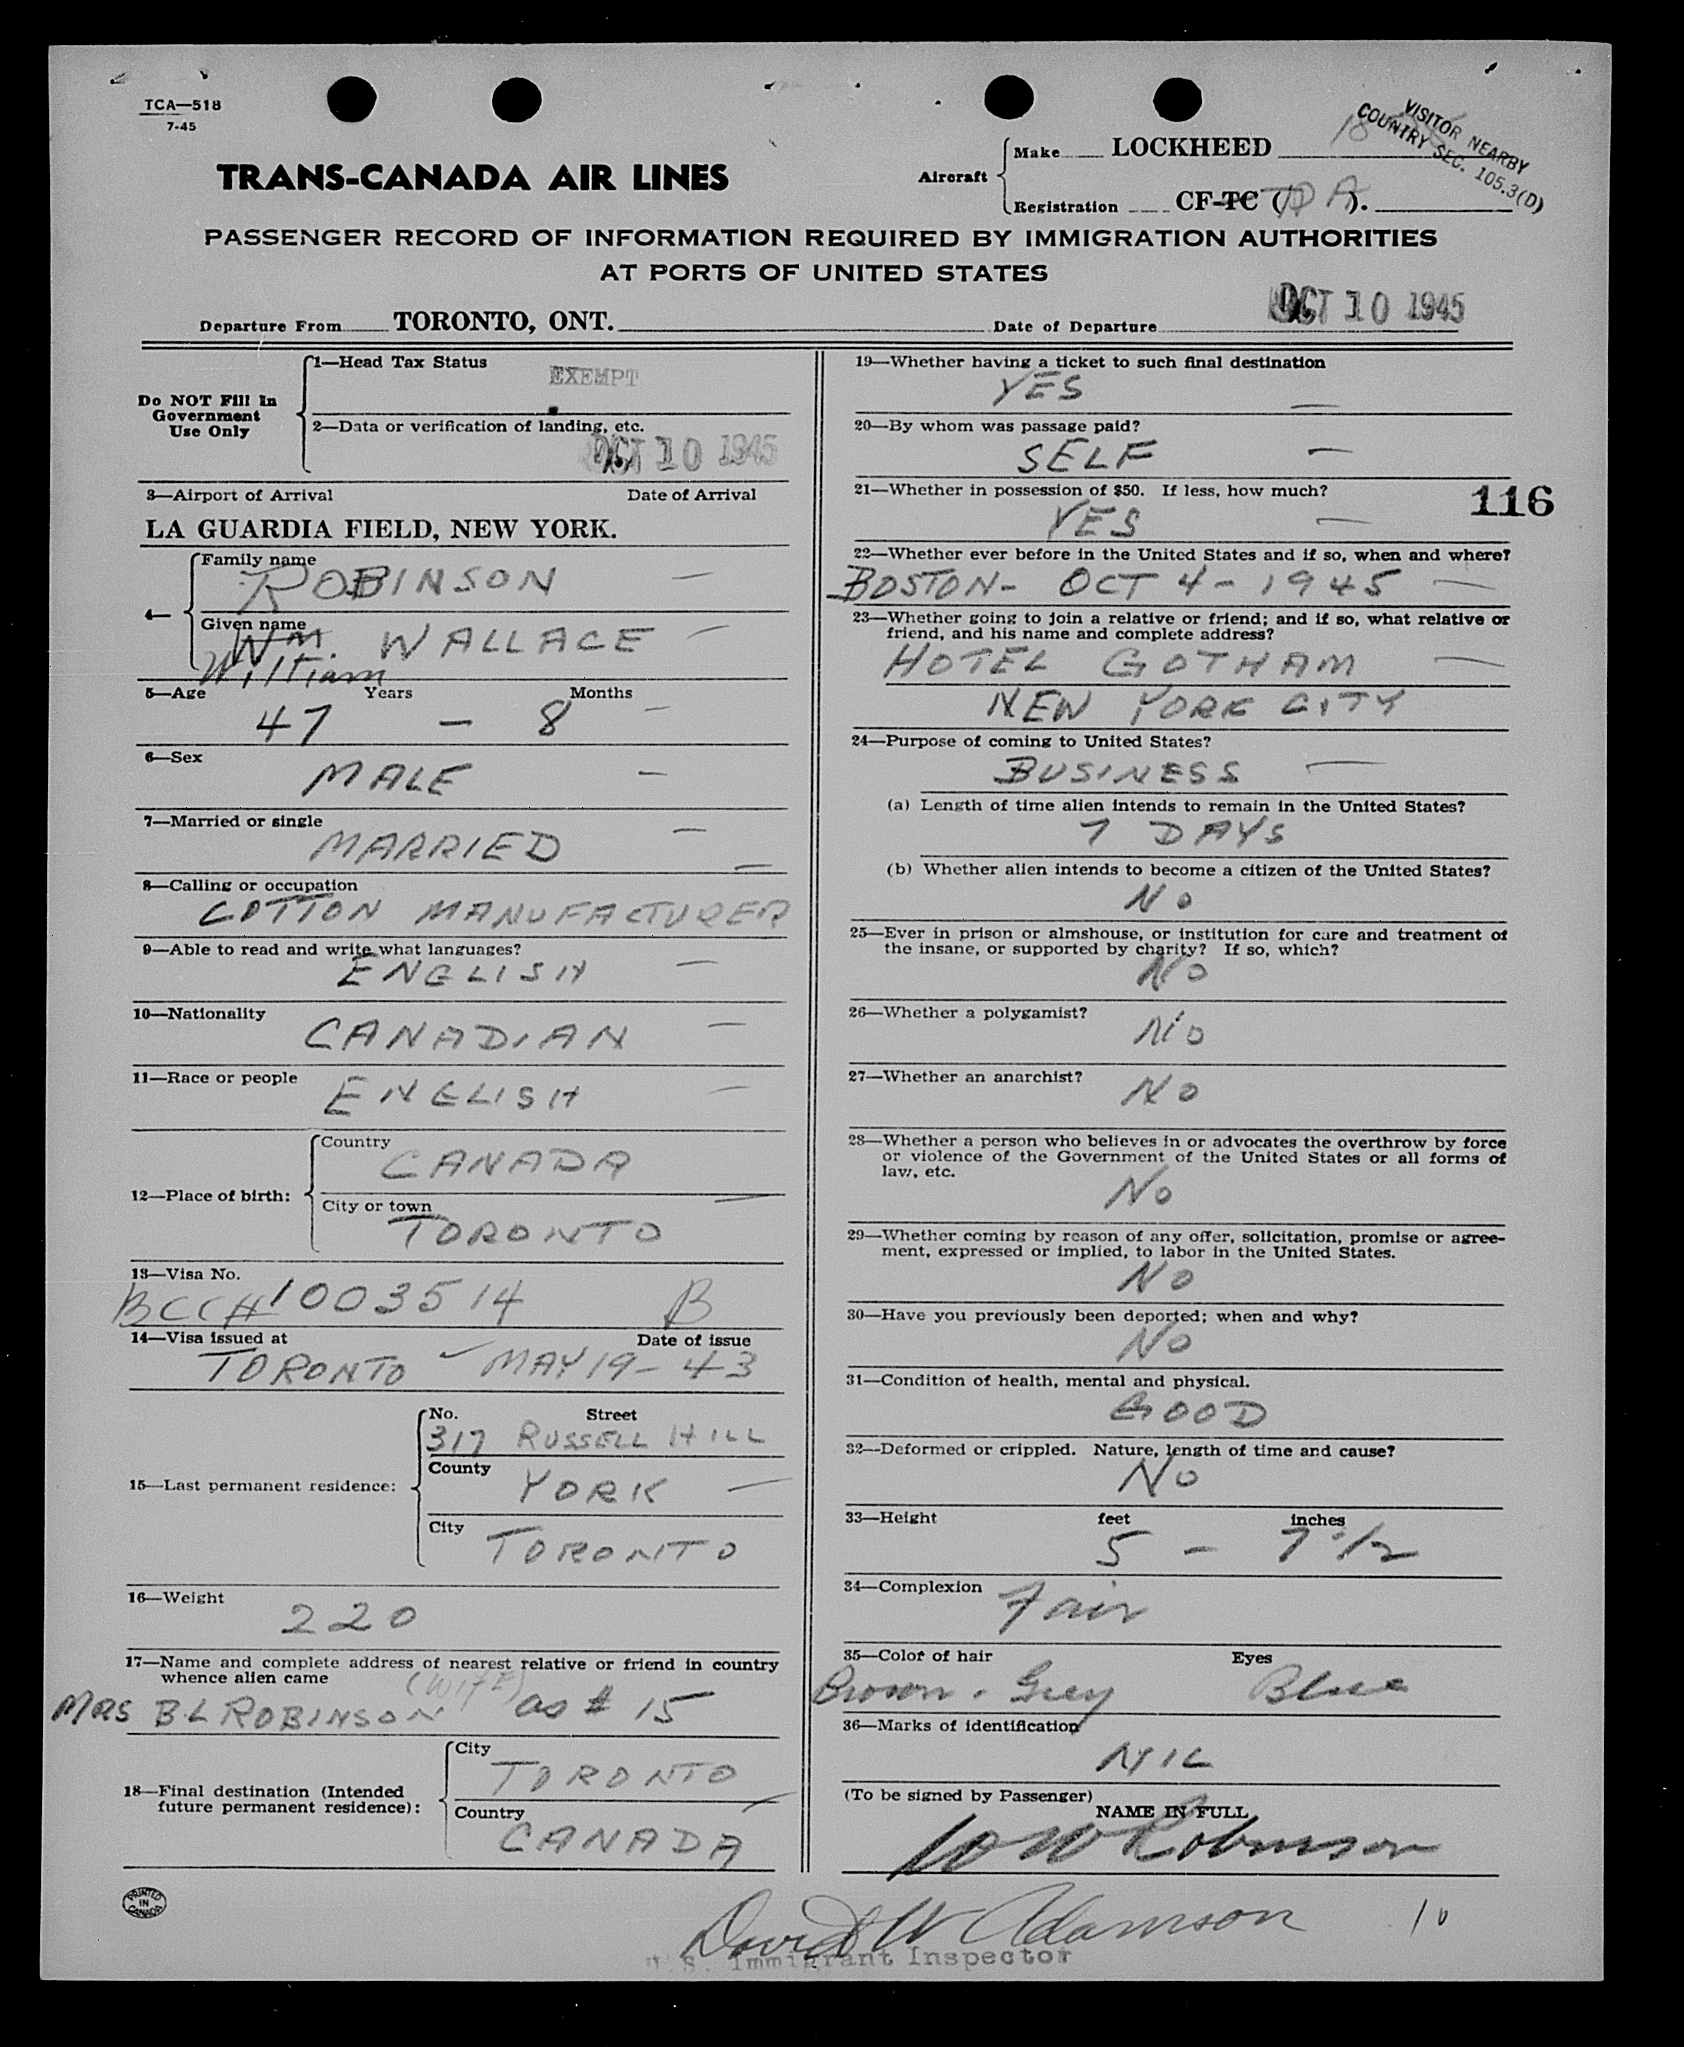 TCA—518
7-45
VISITOR NEARBY
COUNTRY SEC. 105.3(D)
18
TRANS-CANADA AIR LINES
Aircraft
Make LOCKHEED
Registration CF-TC ( ).
PASSENGER RECORD OF INFORMATION REQUIRED BY IMMIGRATION AUTHORITIES
AT PORTS OF UNITED STATES
Departure From TORONTO, ONT. Date of Departure OCT 10 1945
Do NOT Fill In
Government
Use Only
1—Head Tax Status
EXEMPT
2—Data or verification of landing, etc.
OCT 10 1945
3—Airport of Arrival Date of Arrival
LA GUARDIA FIELD, NEW YORK.
4—
Family name
ROBINSON —
Given name
Wm. WALLACE —
William
5—Age Years Months
47 — 8 —
6—Sex
MALE —
7—Married or single
MARRIED —
8—Calling or occupation
COTTON MANUFACTURER
9—Able to read and write what languages?
ENGLISH —
10—Nationality
CANADIAN —
11—Race or people
ENGLISH —
12—Place of birth:
Country
CANADA
City or town
TORONTO
13—Visa No.
BCC# 1003514 B
14—Visa issued at Date of issue
TORONTO MAY 19-43
15—Last permanent residence:
No. Street
317 RUSSELL HILL
County
YORK —
City
TORONTO
16—Weight
220
17—Name and complete address of nearest relative or friend in country
whence alien came
(WIFE)
MRS B.L ROBINSON as # 15
18—Final destination (Intended
future permanent residence):
City
TORONTO
Country
CANADA
PRINTED
IN
CANADA
19—Whether having a ticket to such final destination
YES —
20—By whom was passage paid?
SELF —
21—Whether in possession of $50. If less, how much?
YES —
116
22—Whether ever before in the United States and if so, when and where?
BOSTON- OCT 4-1945 —
23—Whether going to join a relative or friend; and if so, what relative or
friend, and his name and complete address?
HOTEL GOTHAM —
NEW YORK CITY
24—Purpose of coming to United States?
BUSINESS —
(a) Length of time alien intends to remain in the United States?
7 DAYS
(b) Whether alien intends to become a citizen of the United States?
No
25—Ever in prison or almshouse, or institution for care and treatment of
the insane, or supported by charity? If so, which?
No
26—Whether a polygamist?
No
27—Whether an anarchist?
No
28—Whether a person who believes in or advocates the overthrow by force
or violence of the Government of the United States or all forms of
law, etc.
No
29—Whether coming by reason of any offer, solicitation, promise or agree-
ment, expressed or implied, to labor in the United States.
No
30—Have you previously been deported; when and why?
No
31—Condition of health, mental and physical.
GOOD
32—Deformed or crippled. Nature, length of time and cause?
No
33—Height feet inches
5 - 7 1/2
34—Complexion
Fair
35—Color of hair Eyes
Brown. Grey Blue
36—Marks of identification
NIL
(To be signed by Passenger)
NAME IN FULL
W W Robinson
David W Adamson
U.S. Immigrant Inspector
10